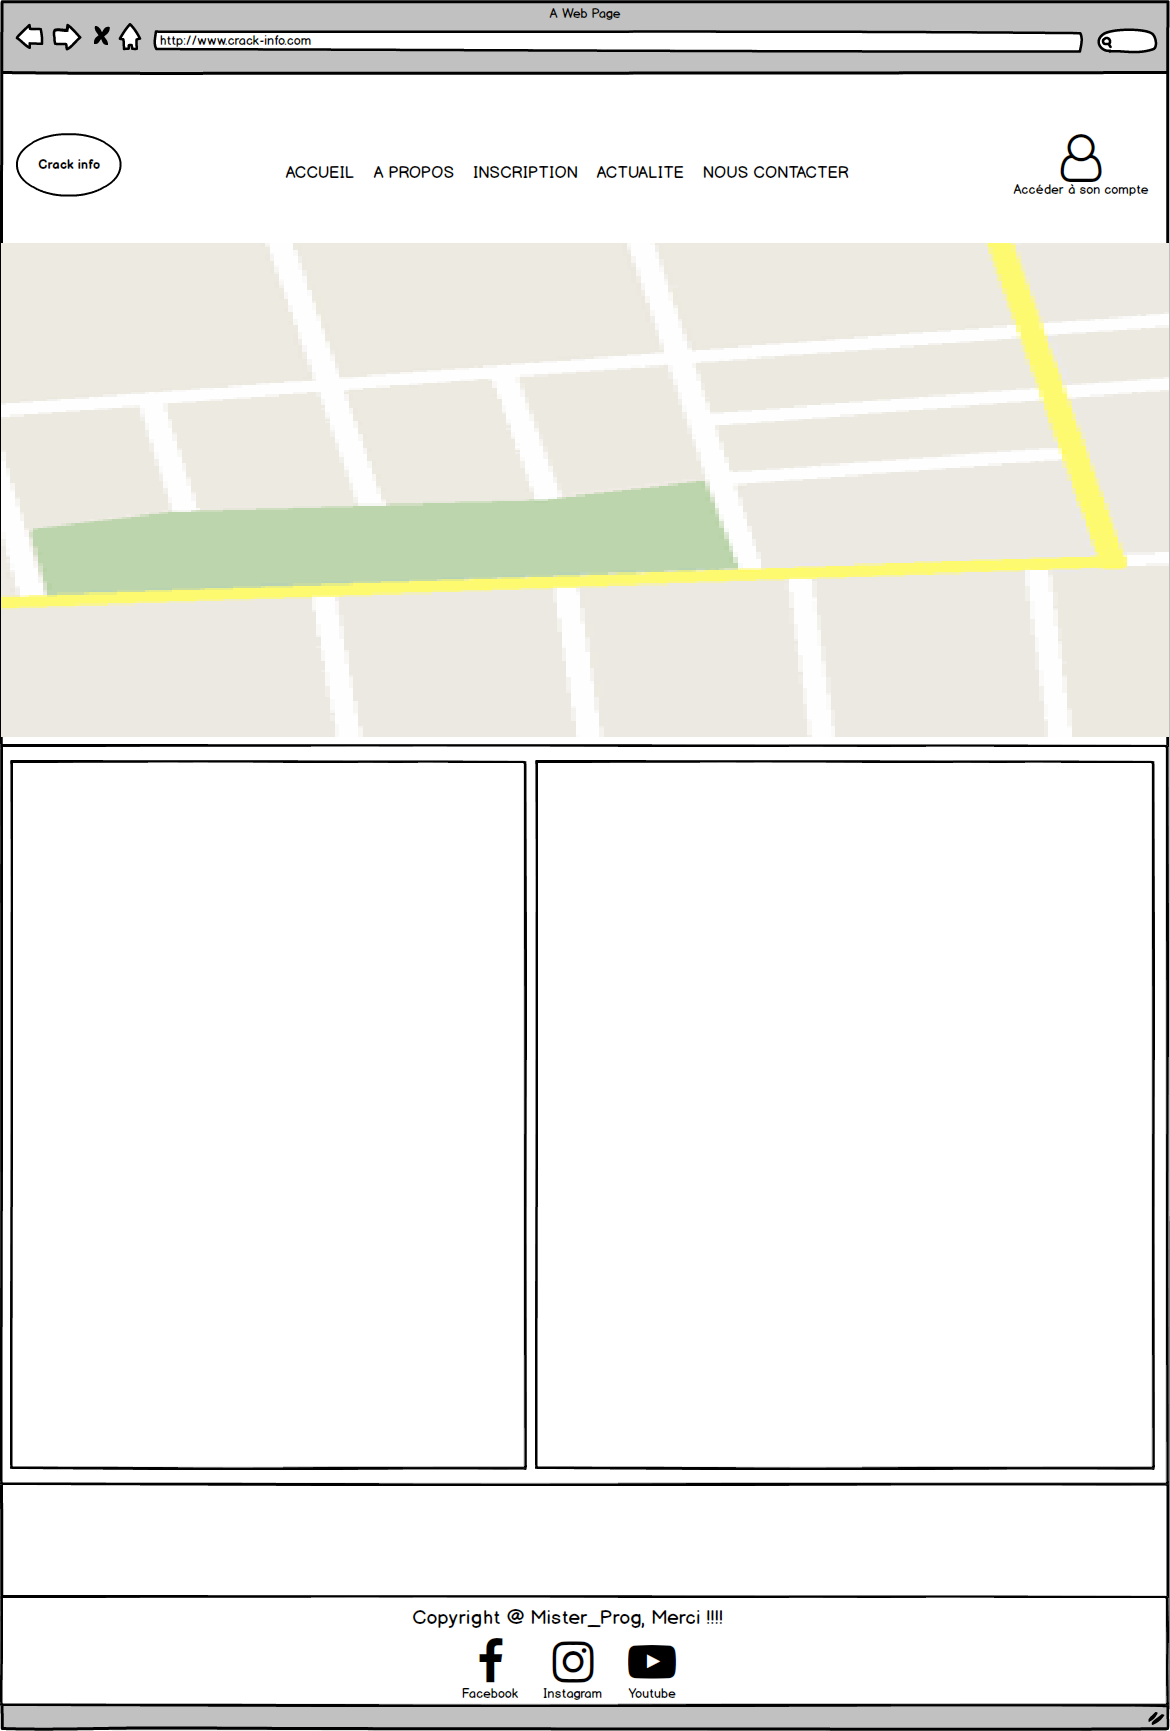 A Web Page
http://www.crack-info.com
Crack info
ACCUEIL A PROPOS INSCRIPTION ACTUALITE NOUS CONTACTER
Accéder à son compte
Copyright @ Mister_Prog, Merci !!!!
Facebook Instagram Youtube